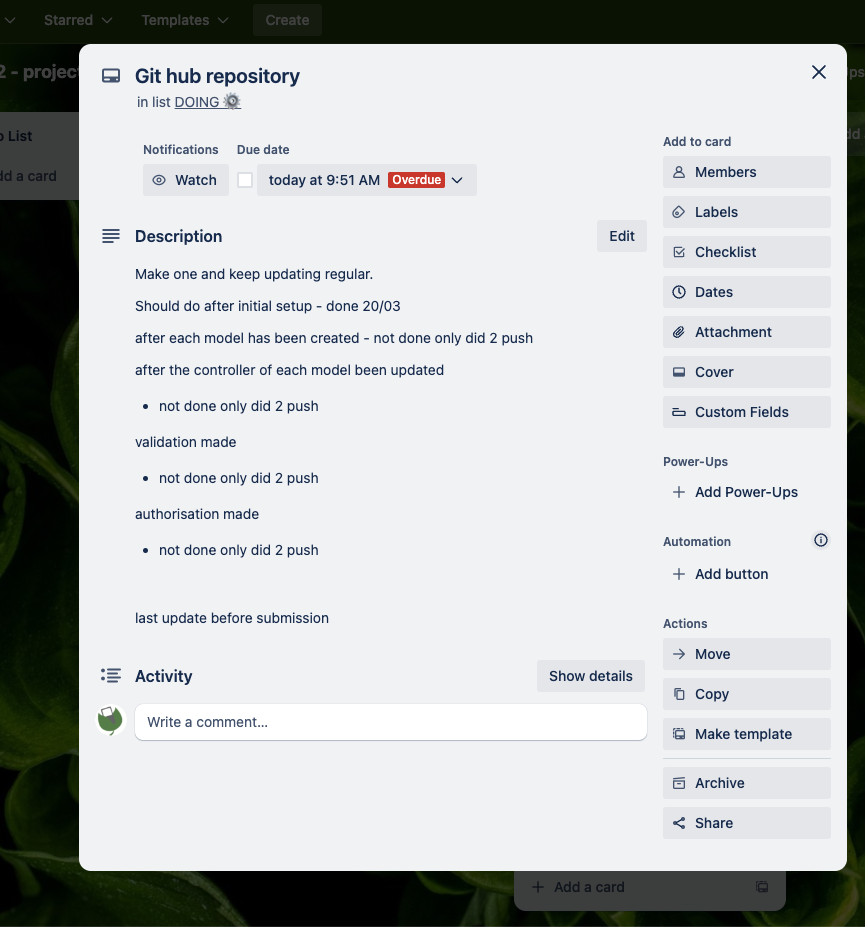 Starred
Templates
Create
2 - project
Git hub repository
in list DOING ⚙️
Ups
List
add
Add a card
Notifications
Due date
Watch
today at 9:51 AM Overdue
Description
Edit
Make one and keep updating regular.
Should do after initial setup - done 20/03
after each model has been created - not done only did 2 push
after the controller of each model been updated
• not done only did 2 push
validation made
• not done only did 2 push
authorisation made
• not done only did 2 push
last update before submission
Activity
Show details
Write a comment...
Add to card
Members
Labels
Checklist
Dates
Attachment
Cover
Custom Fields
Power-Ups
+ Add Power-Ups
Automation
+ Add button
Actions
Move
Copy
Make template
Archive
Share
+ Add a card